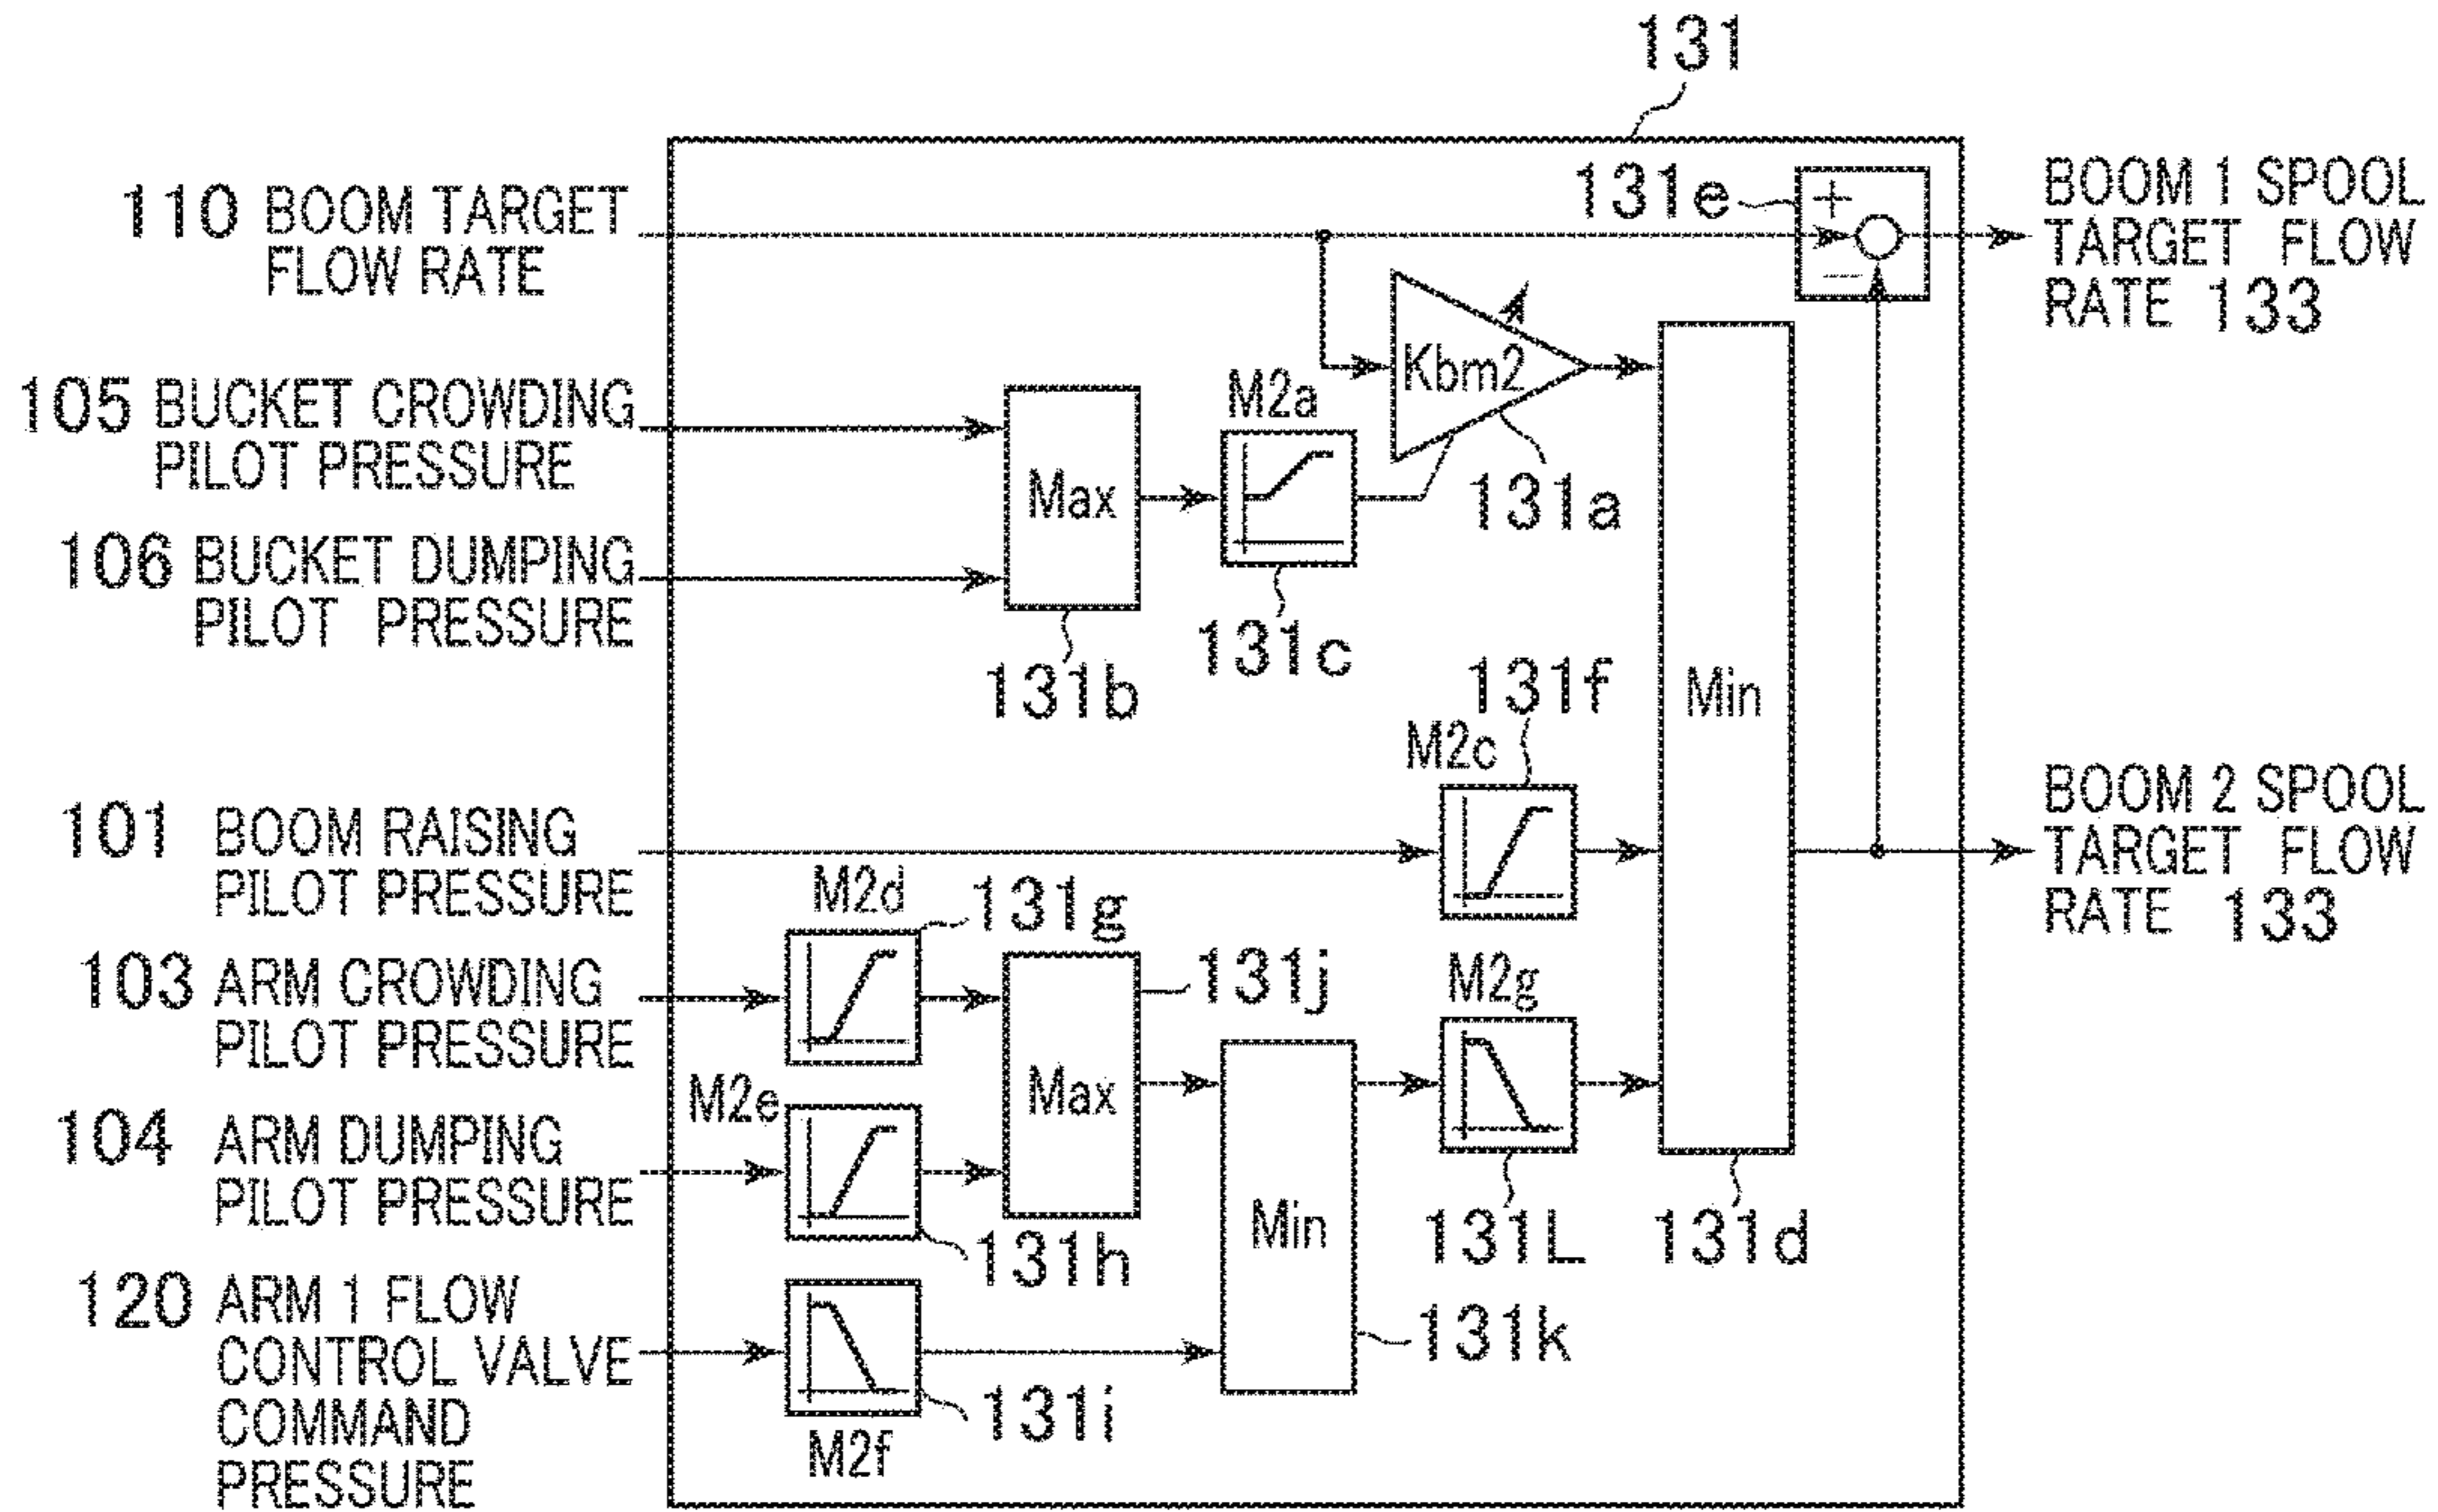 131
110 BOOM TARGET
FLOW RATE
131e
+
−
BOOM 1 SPOOL
TARGET FLOW
RATE 133
Kbm2
131a
105 BUCKET CROWDING
PILOT PRESSURE
Max
M2a
131c
106 BUCKET DUMPING
PILOT PRESSURE
131b
Min
131f
M2c
101 BOOM RAISING
PILOT PRESSURE
BOOM 2 SPOOL
TARGET FLOW
RATE 133
M2d
131g
103 ARM CROWDING
PILOT PRESSURE
Max
131j
M2g
M2e
104 ARM DUMPING
PILOT PRESSURE
131h
Min
131L
131d
120 ARM 1 FLOW
CONTROL VALVE
COMMAND
PRESSURE
131i
M2f
131k